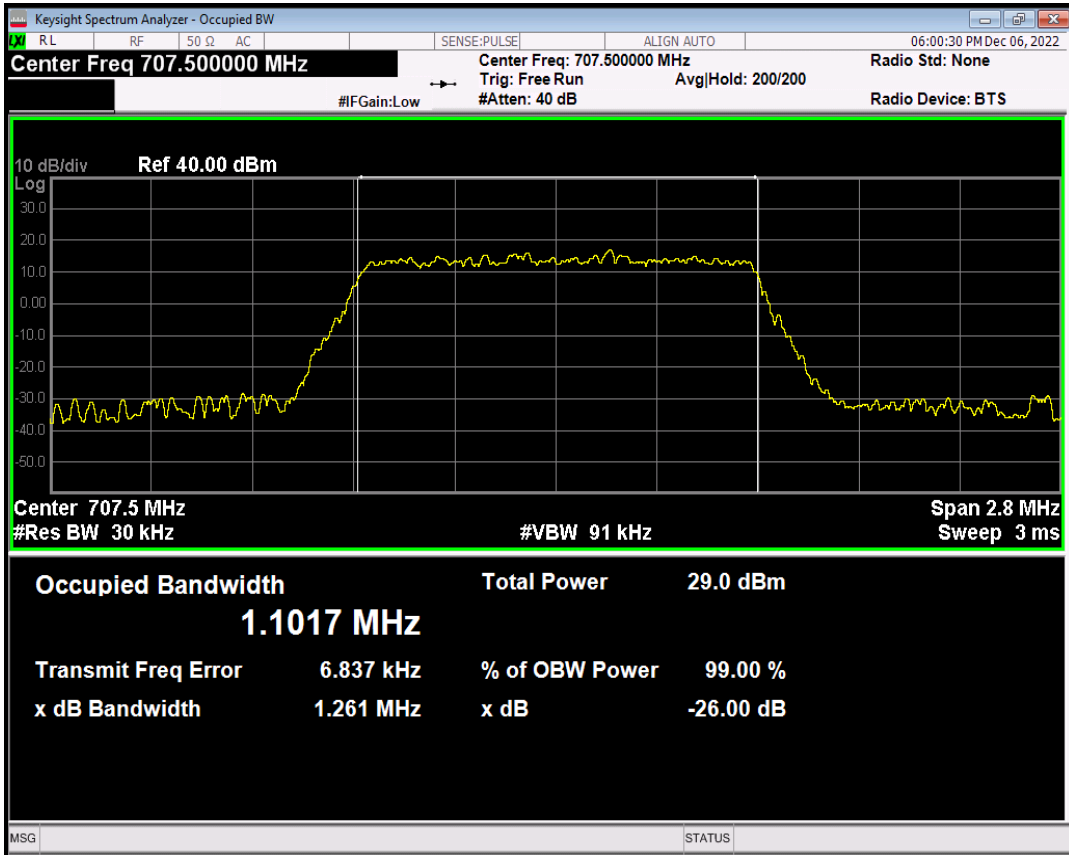 Keysight Spectrum Analyzer - Occupied BW
LXI RL RF 50 Ω AC SENSE:PULSE ALIGN AUTO 06:00:30 PM Dec 06, 2022
Center Freq 707.500000 MHz Center Freq: 707.500000 MHz Radio Std: None
Trig: Free Run Avg|Hold: 200/200
#IFGain:Low #Atten: 40 dB Radio Device: BTS
10 dB/div Ref 40.00 dBm
Log
30.0
20.0
10.0
0.00
-10.0
-20.0
-30.0
-40.0
-50.0
Center 707.5 MHz Span 2.8 MHz
#Res BW 30 kHz #VBW 91 kHz Sweep 3 ms
Occupied Bandwidth Total Power 29.0 dBm
1.1017 MHz
Transmit Freq Error 6.837 kHz % of OBW Power 99.00 %
x dB Bandwidth 1.261 MHz x dB -26.00 dB
MSG STATUS